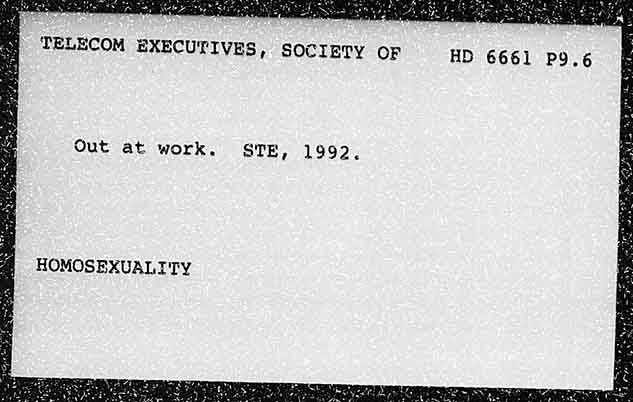 TELECOM EXECUTIVES, SOCIETY OF HD 6661 P9.6
Out at work. STE, 1992.
HOMOSEXUALITY